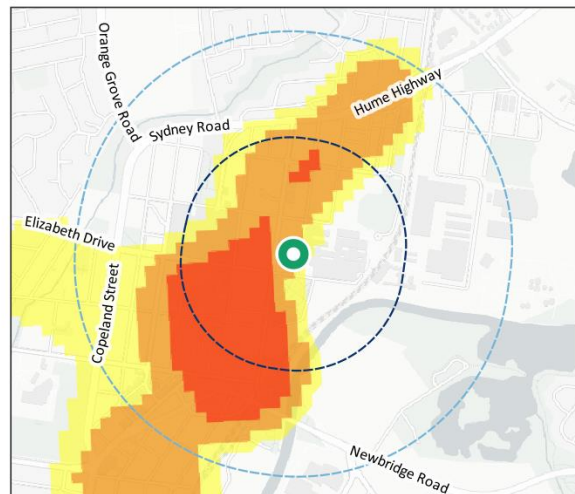 Orange Grove Road
Sydney Road
Hume Highway
Elizabeth Drive
Copeland Street
Newbridge Road